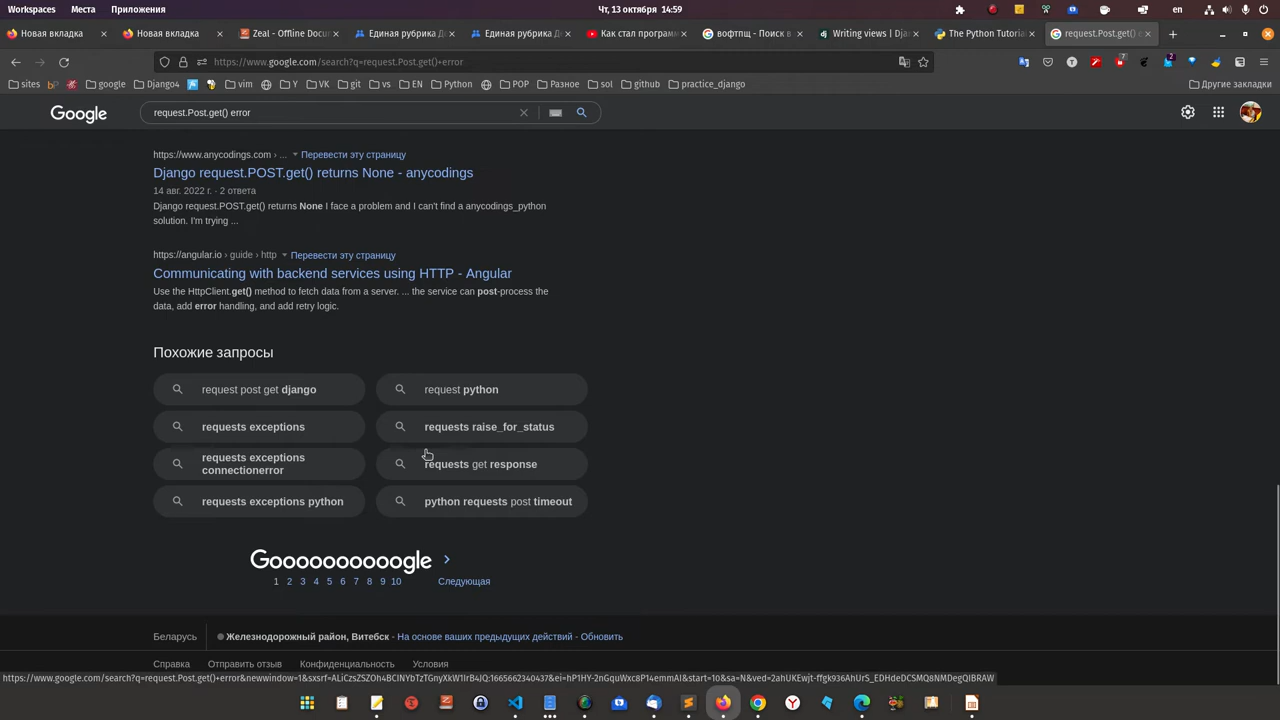 Workspaces Места Приложения Чт, 13 октября 14:59 en
Новая вкладка Новая вкладка Zeal - Offline Docu Единая рубрика До Единая рубрика До Как стал програми вофтпщ - Поиск в Writing views | Djan The Python Tutorial request.Post.get() e
https://www.google.com/search?q=request.Post.get()+error
sites google Django4 vim Y VK git vs EN Python POP Разное sol github practice_django Другие закладки
Google request.Post.get() error
https://www.anycodings.com › ... Перевести эту страницу
Django request.POST.get() returns None - anycodings
14 авг. 2022 г. · 2 ответа
Django request.POST.get() returns None I face a problem and I can't find a anycodings_python
solution. I'm trying ...
https://angular.io › guide › http Перевести эту страницу
Communicating with backend services using HTTP - Angular
Use the HttpClient.get() method to fetch data from a server. ... the service can post-process the
data, add error handling, and add retry logic.
Похожие запросы
request post get django request python
requests exceptions requests raise_for_status
requests exceptions
connectionerror requests get response
requests exceptions python python requests post timeout
Goooooooooogle
1 2 3 4 5 6 7 8 9 10 Следующая
Беларусь Железнодорожный район, Витебск - На основе ваших предыдущих действий - Обновить
Справка Отправить отзыв Конфиденциальность Условия